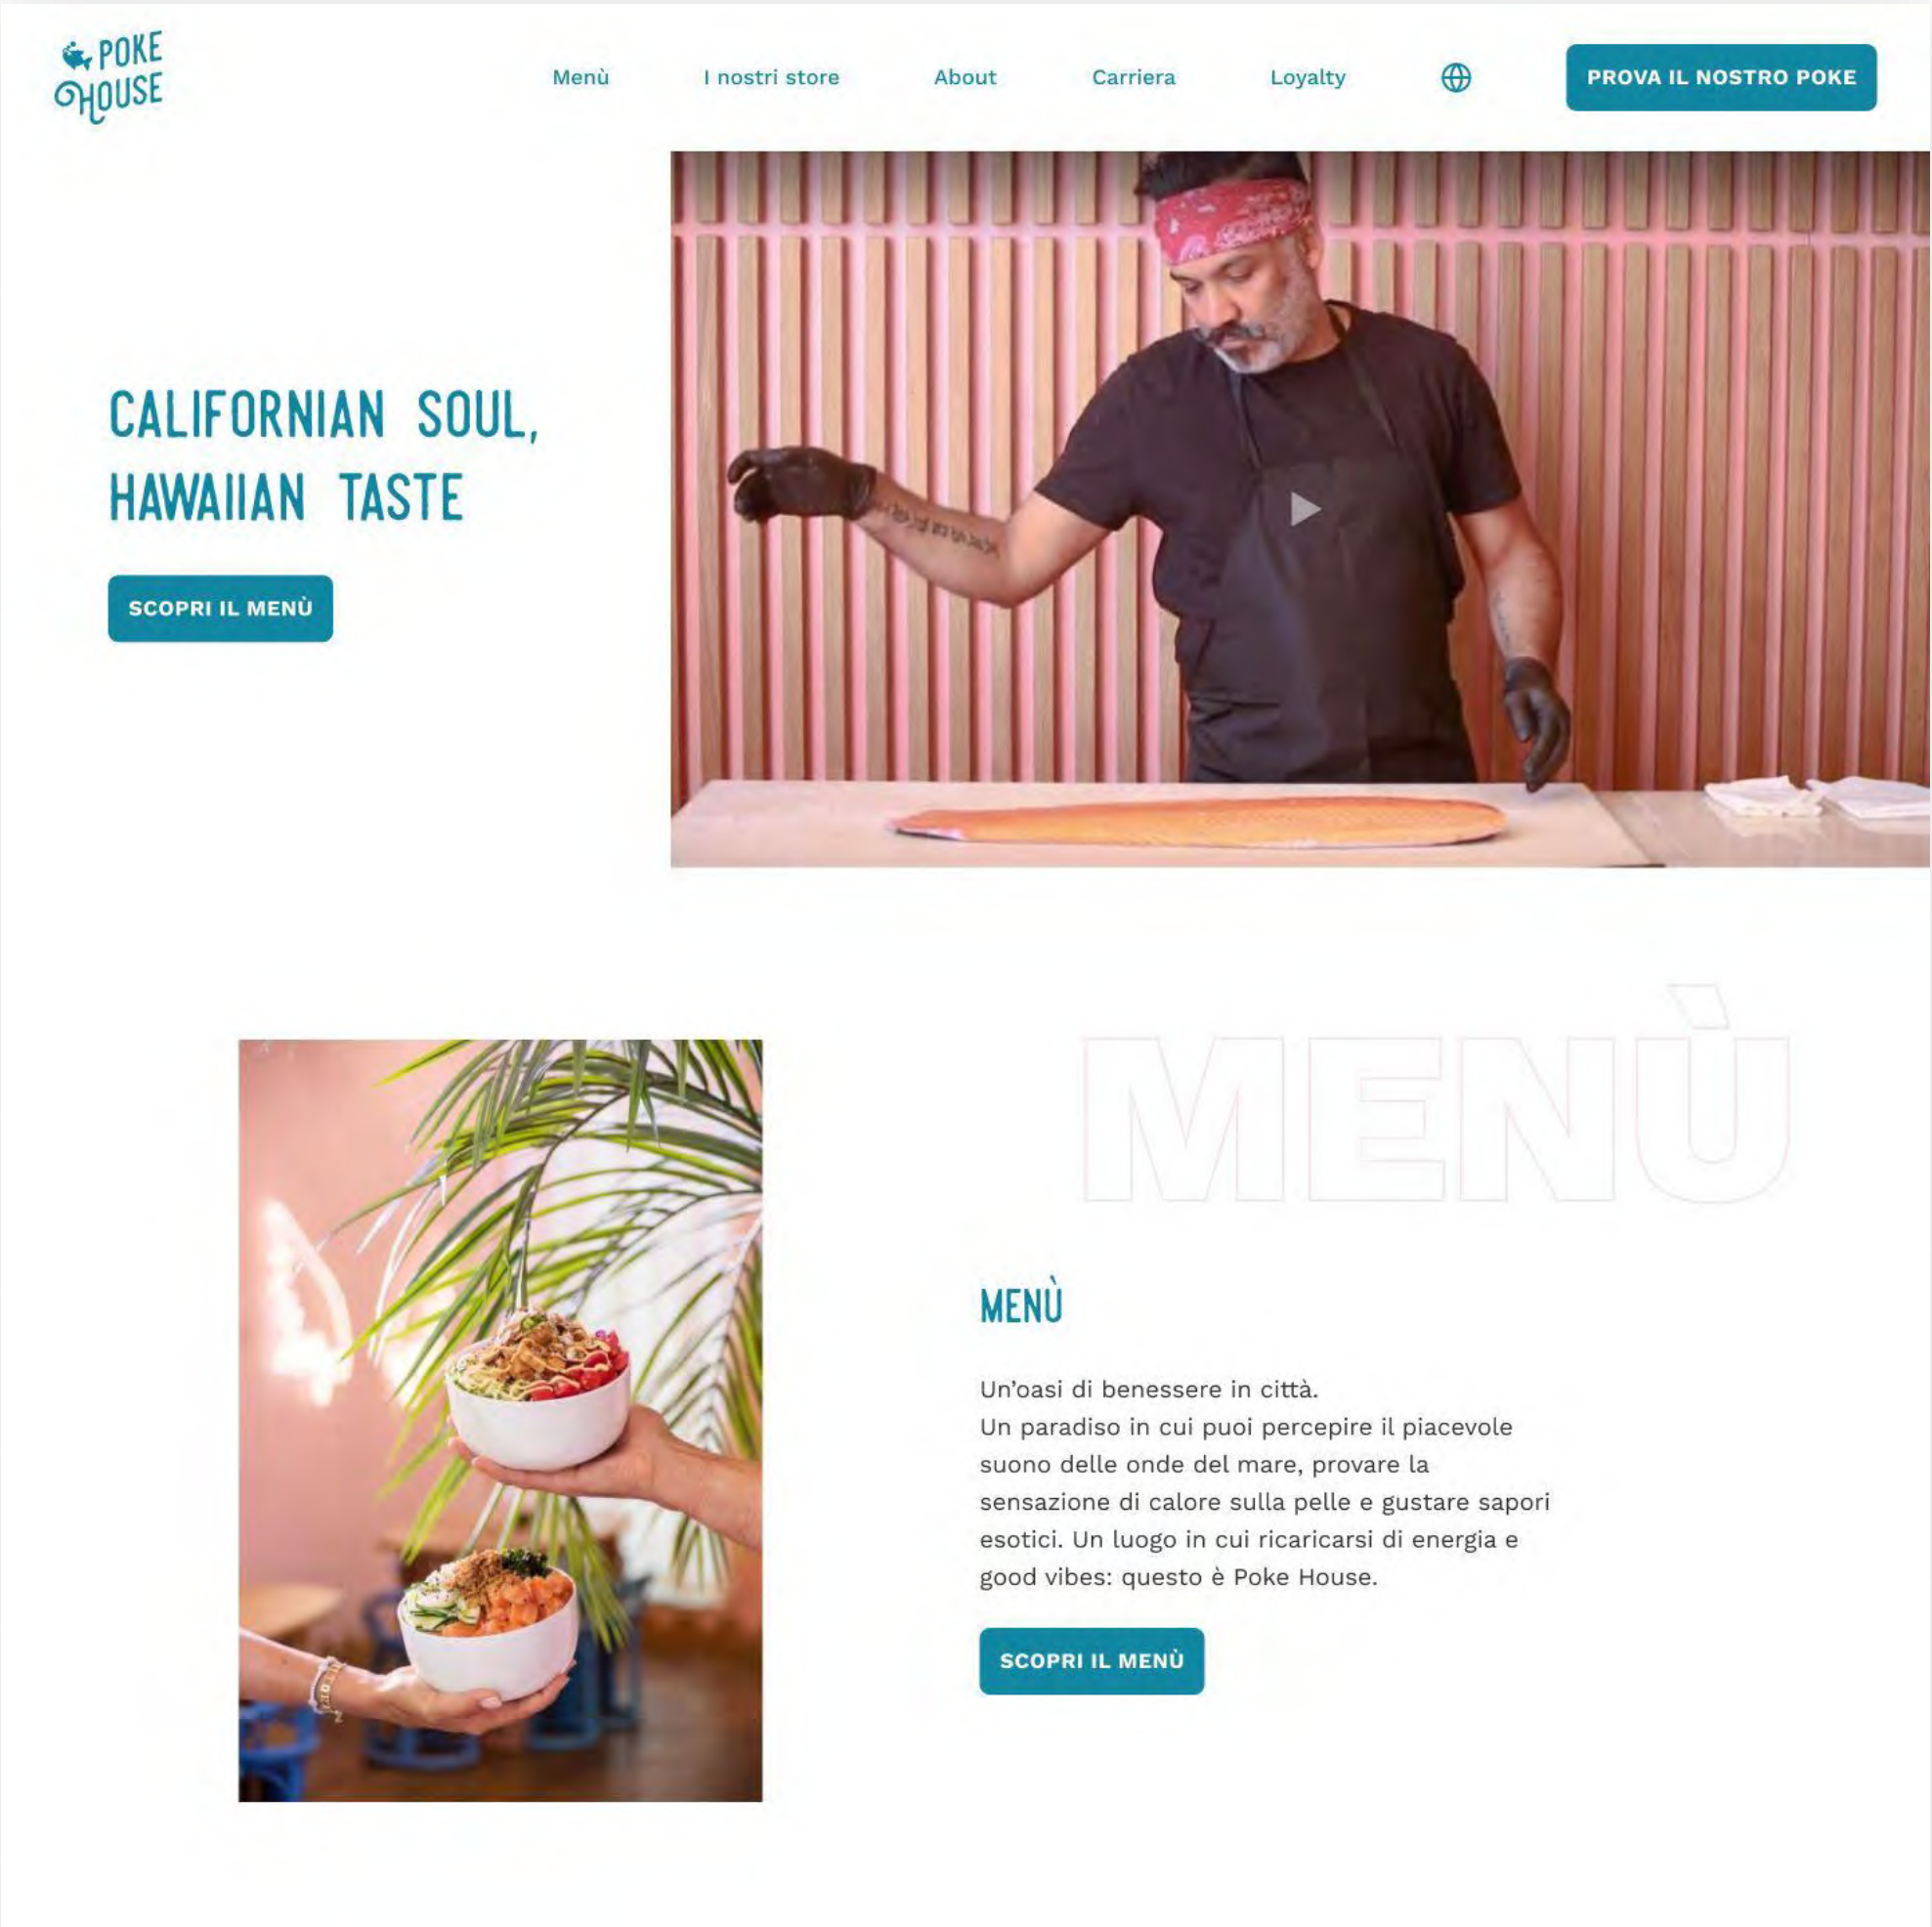 POKE
HOUSE
Menù
I nostri store
About
Carriera
Loyalty
PROVA IL NOSTRO POKE
CALIFORNIAN SOUL,
HAWAIIAN TASTE
SCOPRI IL MENÙ
MENÙ
MENÙ
Un’oasi di benessere in città.
Un paradiso in cui puoi percepire il piacevole
suono delle onde del mare, provare la
sensazione di calore sulla pelle e gustare sapori
esotici. Un luogo in cui ricaricarsi di energia e
good vibes: questo è Poke House.
SCOPRI IL MENÙ